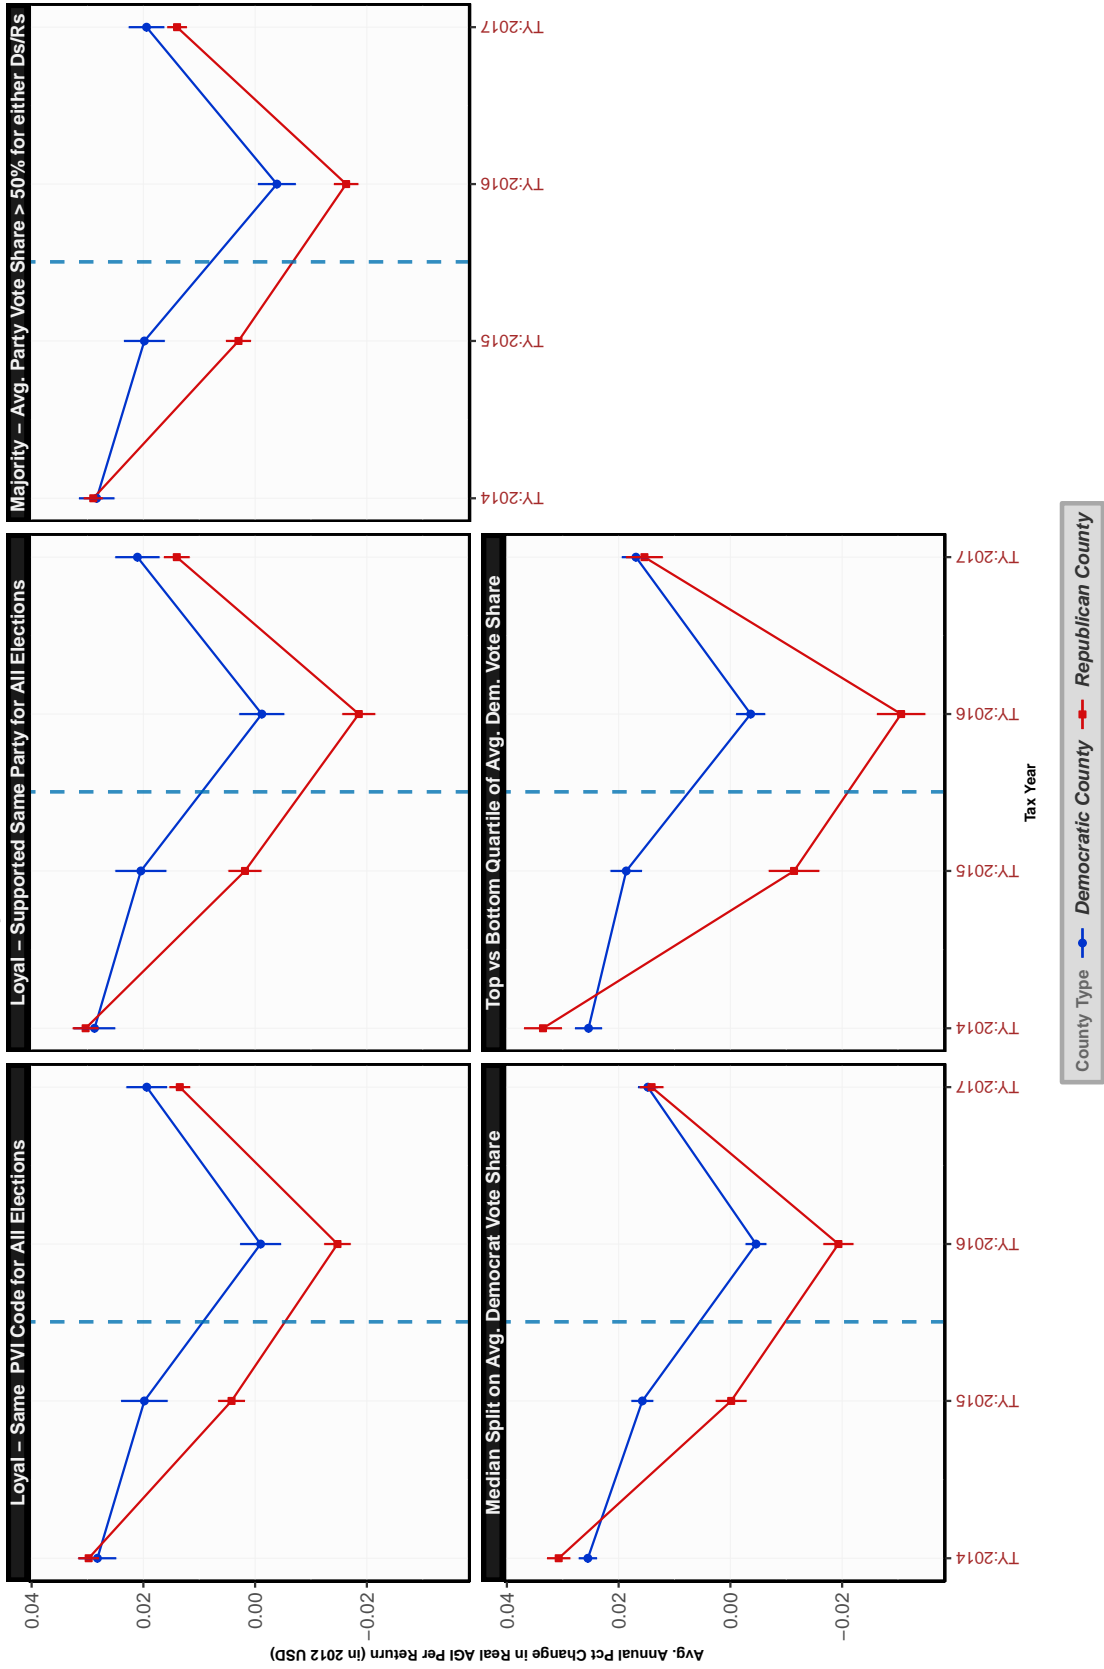 Loyal – Same PVI Code for All Elections
Loyal – Supported Same Party for All Elections
Majority – Avg. Party Vote Share > 50% for either Ds/Rs
0.04
0.02
0.00
−0.02
TY:2014
TY:2015
TY:2016
TY:2017
Median Split on Avg. Democrat Vote Share
Top vs Bottom Quartile of Avg. Dem. Vote Share
0.04
0.02
0.00
−0.02
TY:2014
TY:2015
TY:2016
TY:2017
TY:2014
TY:2015
TY:2016
TY:2017
Avg. Annual Pct Change in Real AGI Per Return (in 2012 USD)
Tax Year
County Type Democratic County Republican County